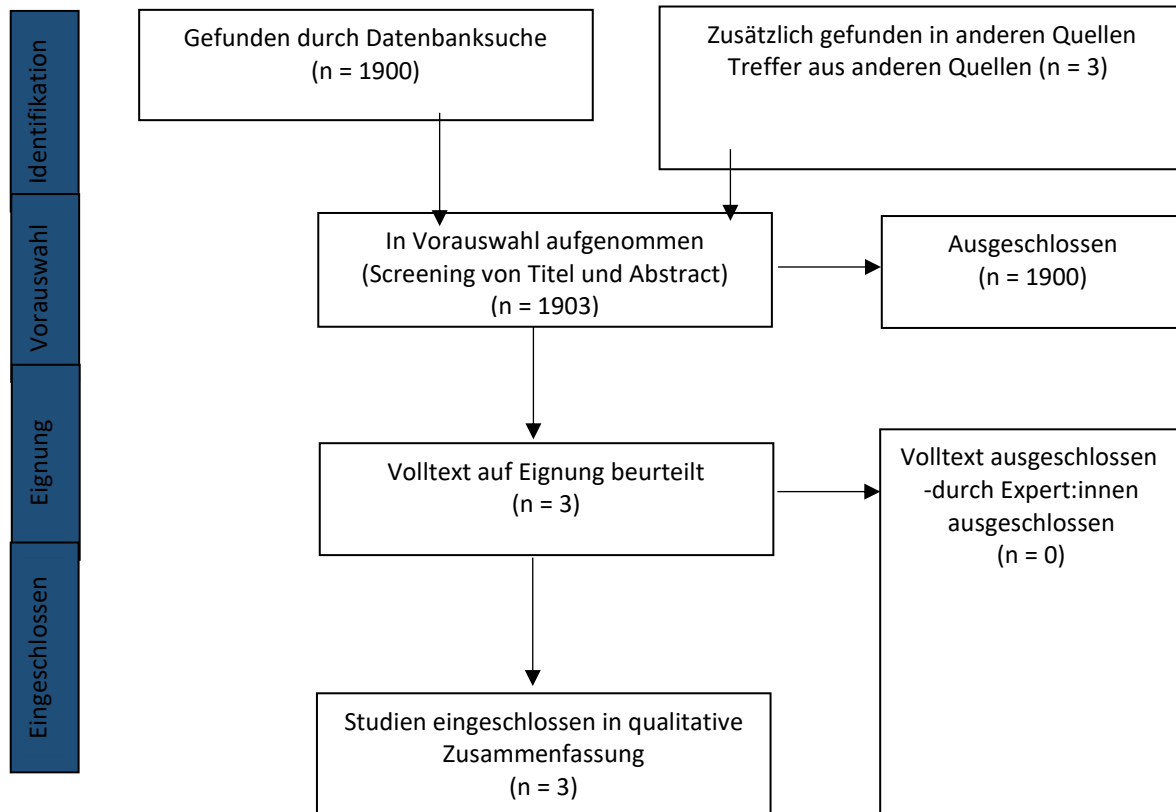 Identifikation
Gefunden durch Datenbanksuche
(n = 1900)
Zusätzlich gefunden in anderen Quellen
Treffer aus anderen Quellen (n = 3)
Vorauswahl
In Vorauswahl aufgenommen
(Screening von Titel und Abstract)
(n = 1903)
Ausgeschlossen
(n = 1900)
Eignung
Volltext auf Eignung beurteilt
(n = 3)
Volltext ausgeschlossen
-durch Expert:innen
ausgeschlossen
(n = 0)
Eingeschlossen
Studien eingeschlossen in qualitative
Zusammenfassung
(n = 3)